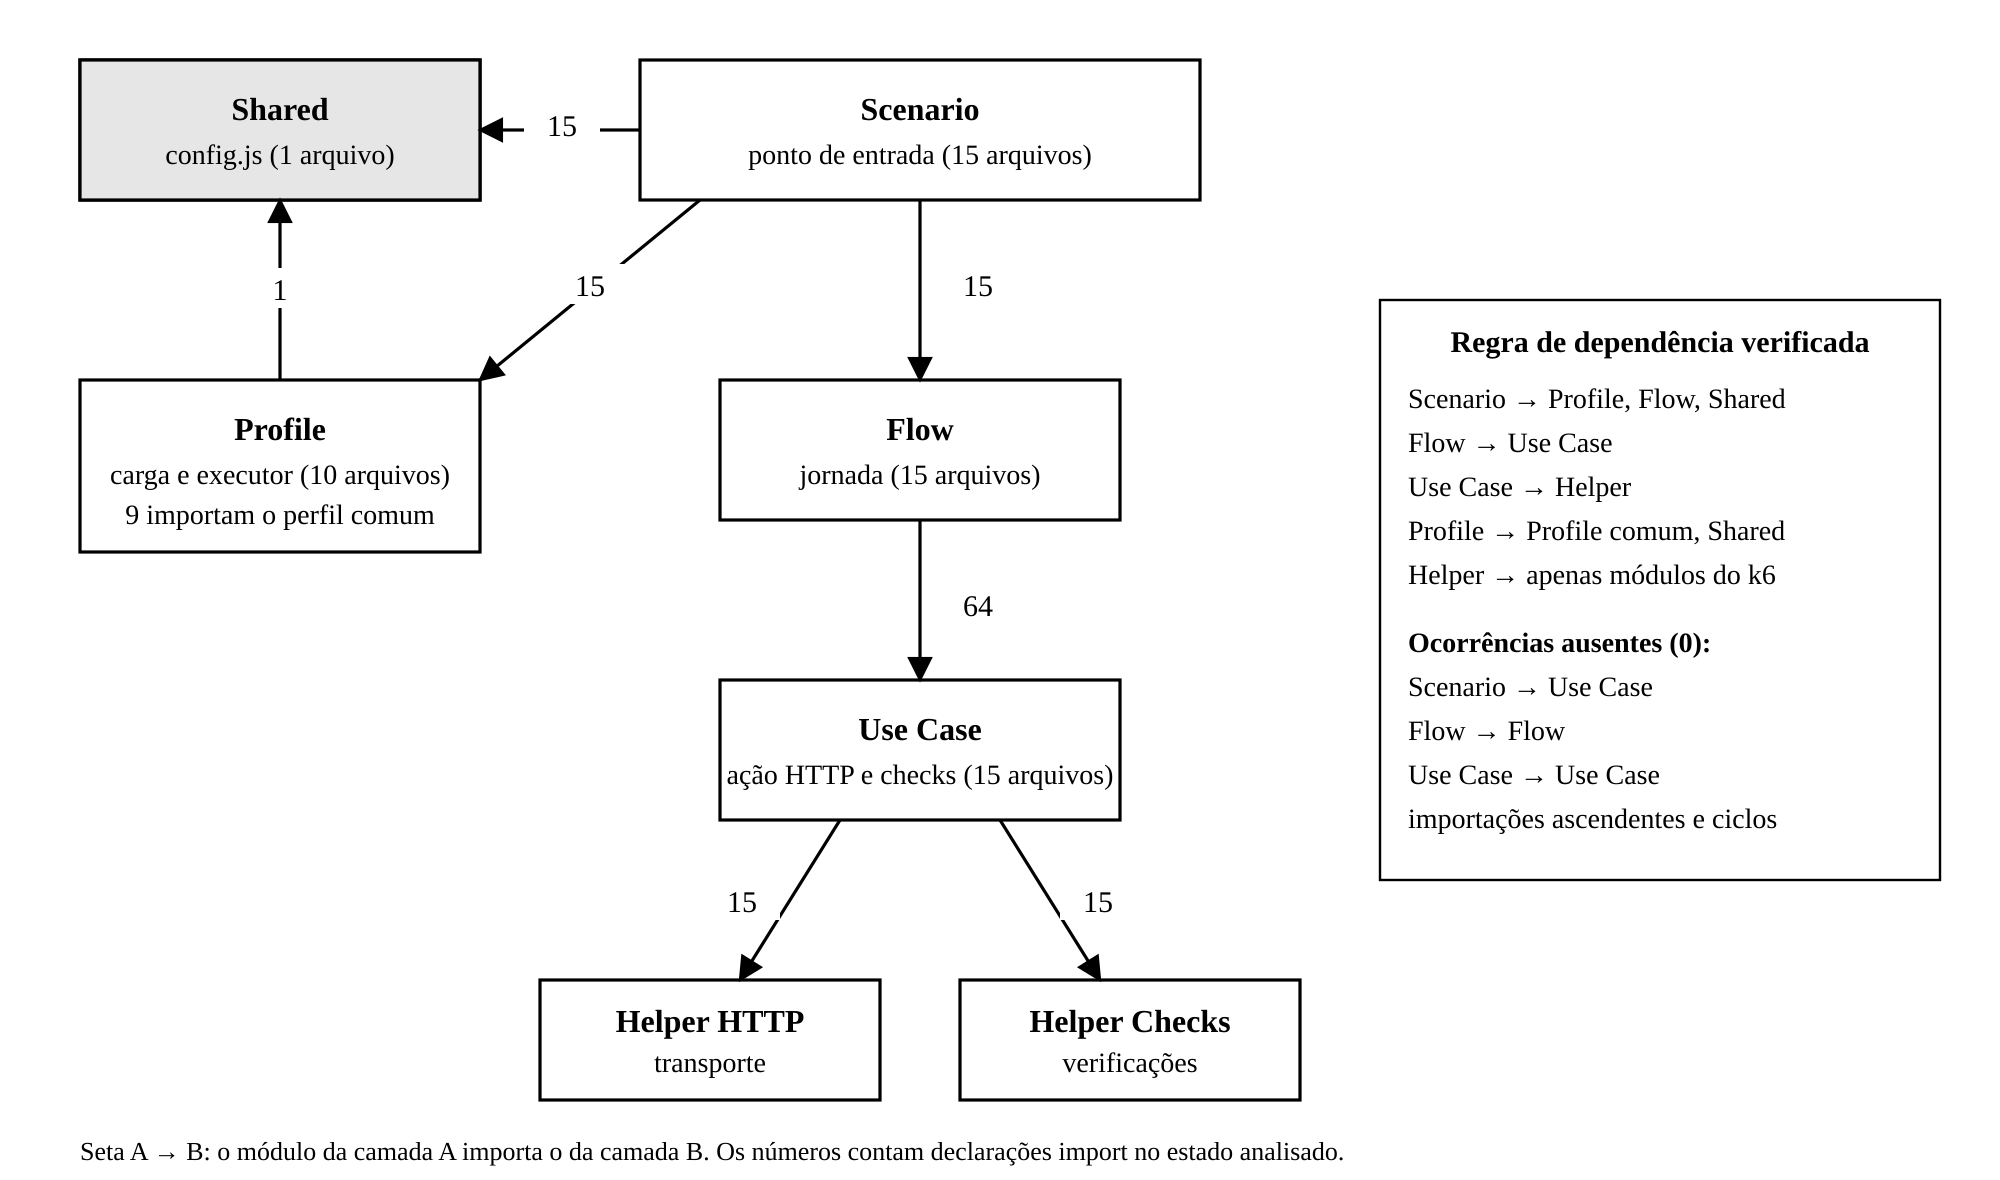 Shared
config.js (1 arquivo)
15
Scenario
ponto de entrada (15 arquivos)
1
15
15
Profile
carga e executor (10 arquivos)
9 importam o perfil comum
Flow
jornada (15 arquivos)
64
Use Case
ação HTTP e checks (15 arquivos)
15
15
Helper HTTP
transporte
Helper Checks
verificações
Regra de dependência verificada
Scenario → Profile, Flow, Shared
Flow → Use Case
Use Case → Helper
Profile → Profile comum, Shared
Helper → apenas módulos do k6
Ocorrências ausentes (0):
Scenario → Use Case
Flow → Flow
Use Case → Use Case
importações ascendentes e ciclos
Seta A → B: o módulo da camada A importa o da camada B. Os números contam declarações import no estado analisado.